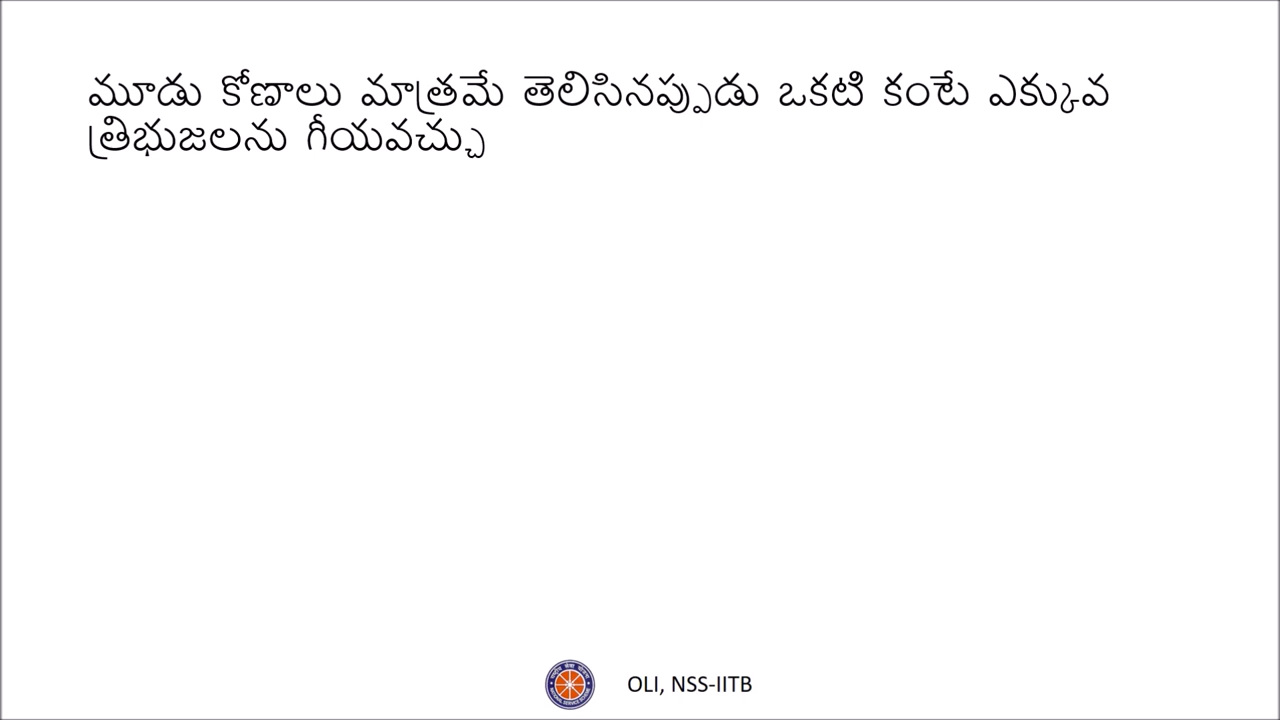 మూడు కోణాలు మాత్రమే తెలిసినప్పుడు ఒకటి కంటే ఎక్కువ
త్రిభుజలను గీయవచ్చు
OLI, NSS-IITB